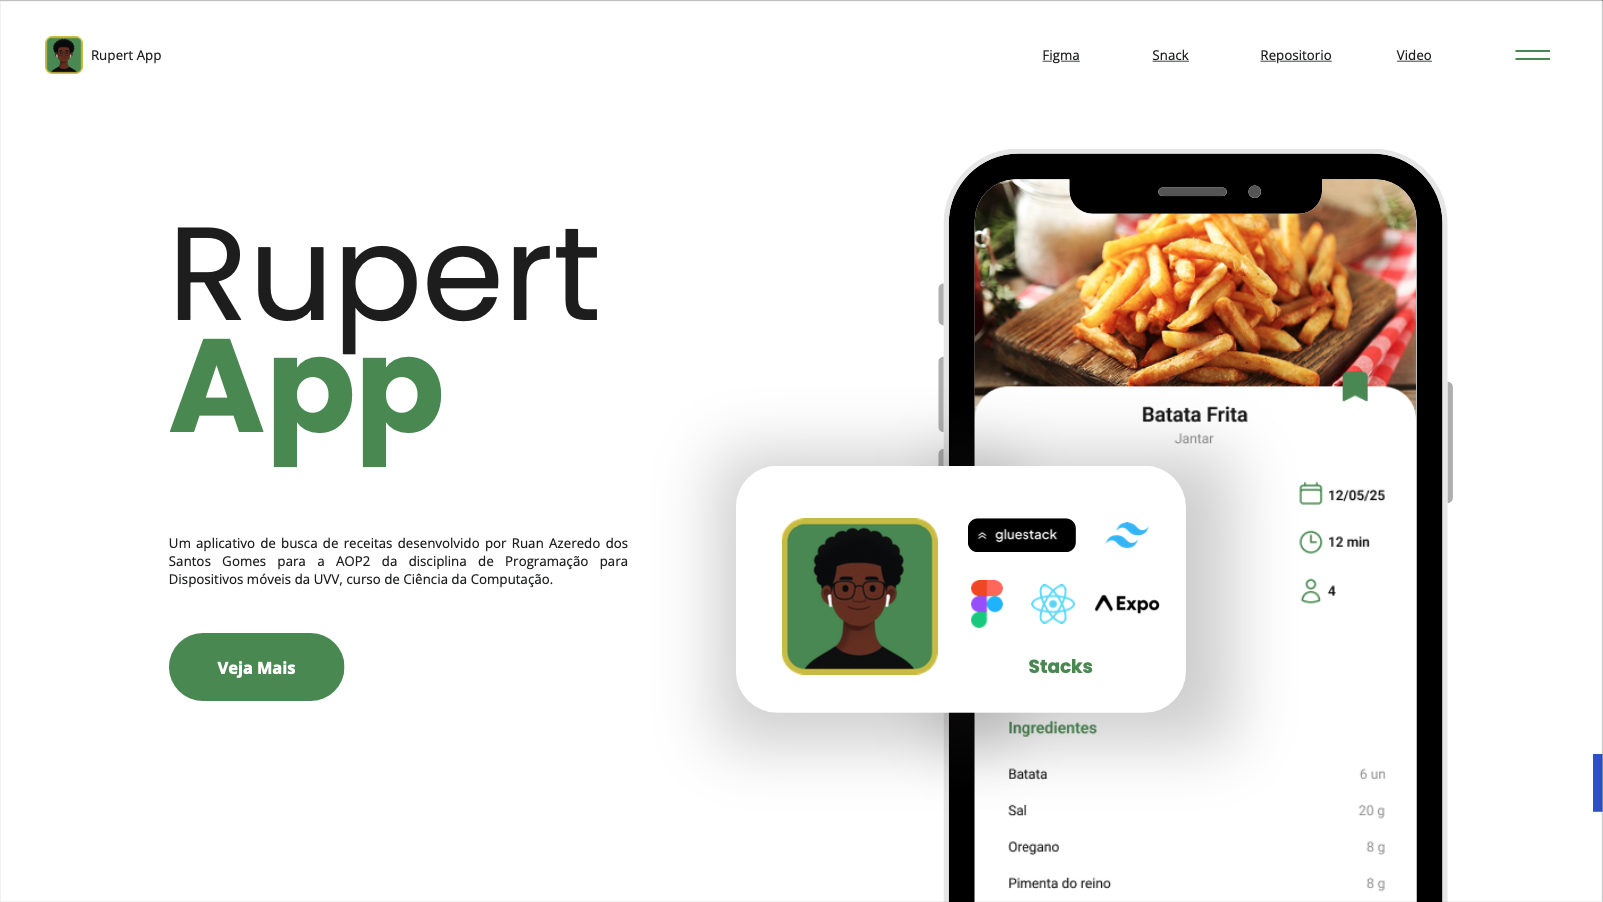 Rupert App
Figma
Snack
Repositorio
Video
Rupert
App
Um aplicativo de busca de receitas desenvolvido por Ruan Azeredo dos
Santos Gomes para a AOP2 da disciplina de Programação para
Dispositivos móveis da UVV, curso de Ciência da Computação.
Veja Mais
gluestack
Expo
Stacks
Batata Frita
Jantar
12/05/25
12 min
4
Ingredientes
Batata 6 un
Sal 20 g
Oregano 8 g
Pimenta do reino 8 g